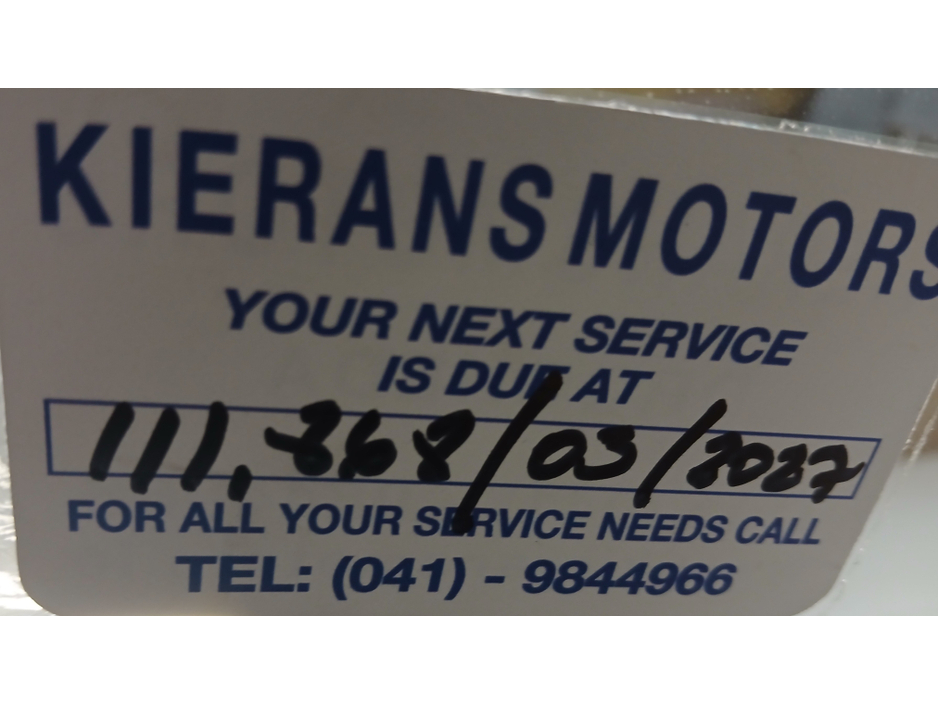 KIERANS MOTORS
YOUR NEXT SERVICE
IS DUE AT
111,868/03/2027
FOR ALL YOUR SERVICE NEEDS CALL
TEL: (041) - 9844966